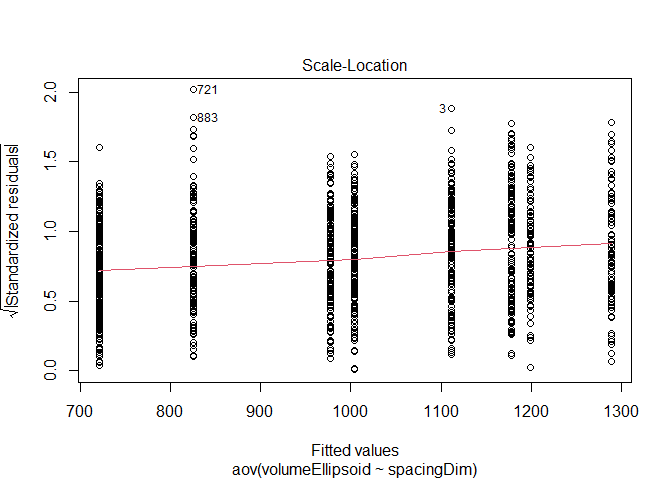 Scale-Location
√|Standardized residuals|
2.0
1.5
1.0
0.5
0.0
721
883
3
700 800 900 1000 1100 1200 1300
Fitted values
aov(volumeEllipsoid ~ spacingDim)